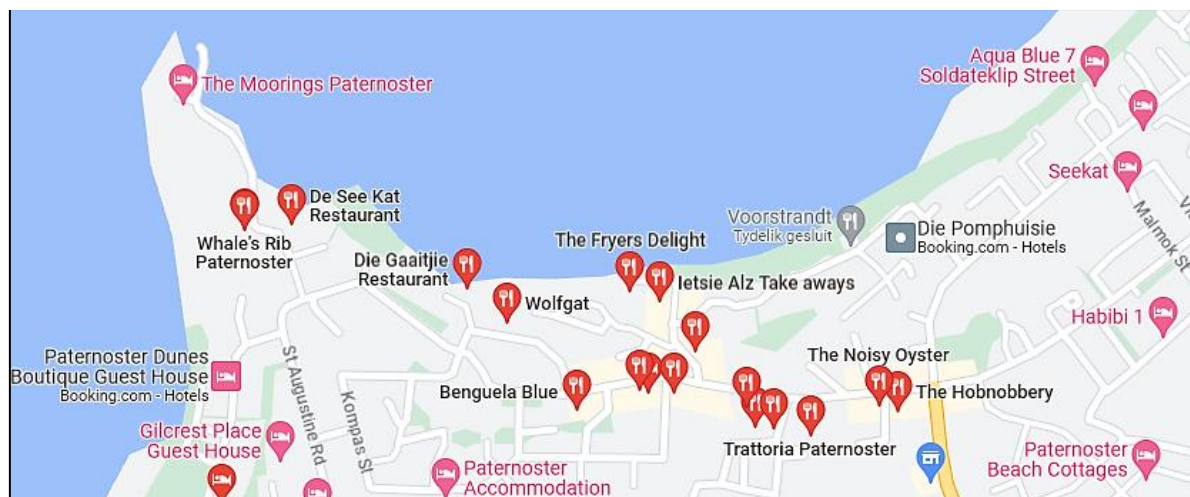 The Moorings Paternoster
Aqua Blue 7
Soldateklip Street
De See Kat
Restaurant
Seekat
Whale's Rib
Paternoster
Voorstrandt
Tydelik gesluit
Die Pomphuisie
Booking.com - Hotels
Malmok St
The Fryers Delight
Die Gaaitjie
Restaurant
Ietsie Alz Take aways
Wolfgat
Habibi 1
Paternoster Dunes
Boutique Guest House
Booking.com - Hotels
St Augustine Rd
Kompas St
Benguela Blue
The Noisy Oyster
The Hobnobbery
Gilcrest Place
Guest House
Trattoria Paternoster
Paternoster
Accommodation
Paternoster
Beach Cottages